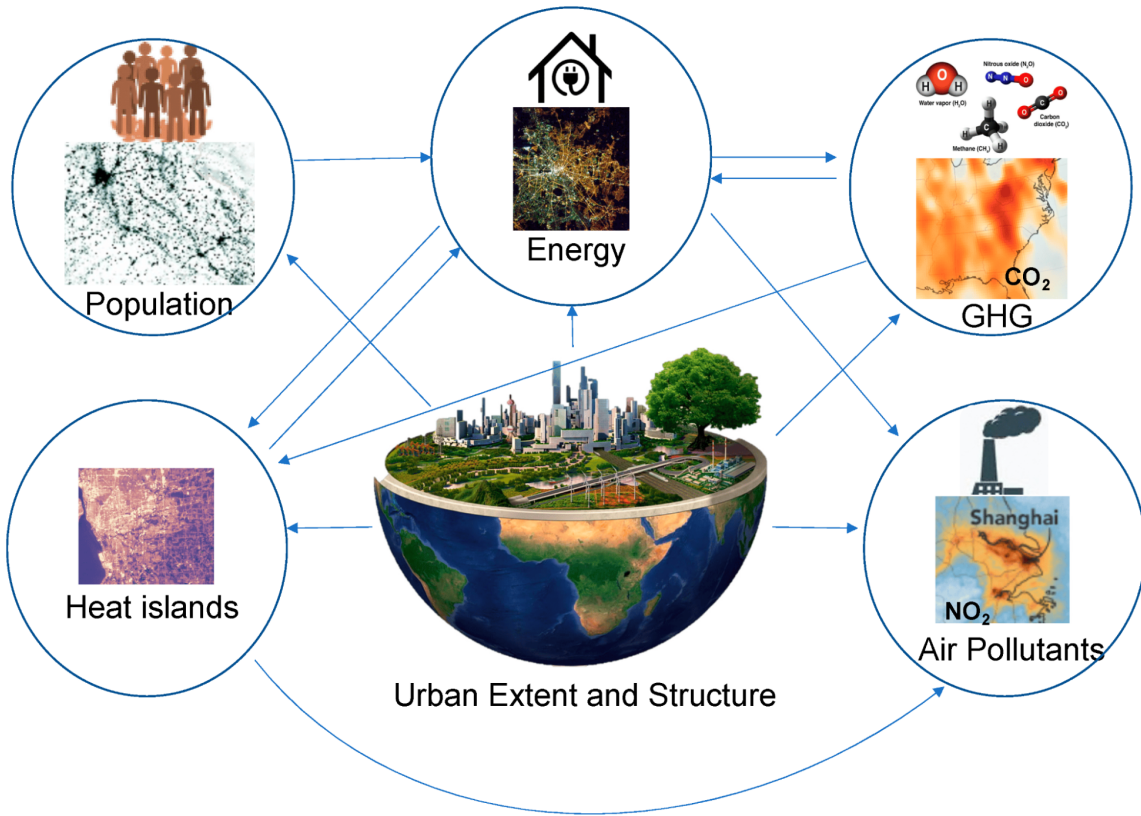 Population
Energy
O
H
H
Water vapor (H₂O)
Nitrous oxide (N₂O)
N
N
O
O
C
O
Carbon
dioxide (CO₂)
H
C
H
H
H
Methane (CH₄)
CO₂
GHG
Heat islands
Urban Extent and Structure
Shanghai
NO₂
Air Pollutants